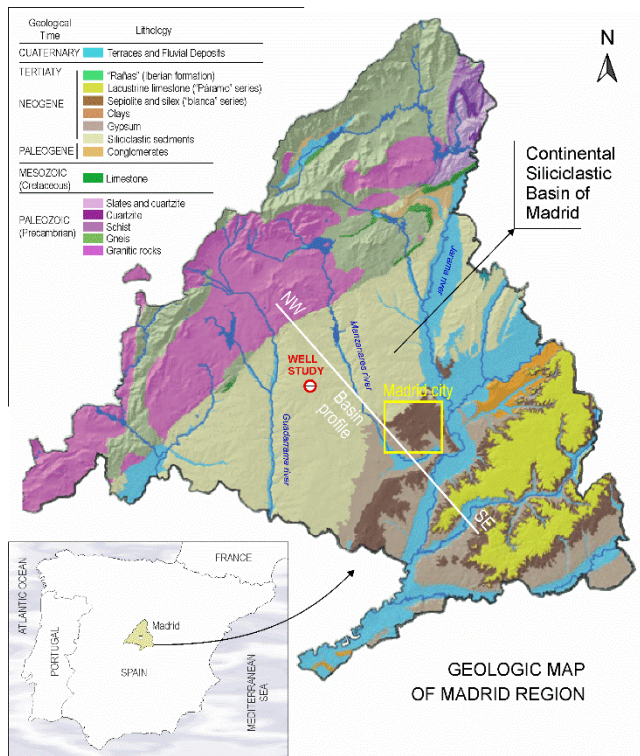 Geological
Time
Lithology
CUATERNARY
Terraces and Fluvial Deposits
TERTIARY
"Rañas" (Iberian formation)
Lacustrine limestone ("Páramo" series)
NEOGENE
Sepiolite and silex ("blanca" series)
Clays
Gypsum
Siliciclastic sediments
PALEOGENE
Conglomerates
MESOZOIC
(Cretaceous)
Limestone
PALEOZOIC
(Precambrian)
Slates and cuartzite
Cuartzite
Schist
Gneis
Granitic rocks
N
Continental
Siliciclastic
Basin of
Madrid
Jarama river
NW
Manzanares river
WELL
STUDY
Basin
profile
Madrid city
Guadarrama river
SE
FRANCE
ATLANTIC OCEAN
PORTUGAL
Madrid
SPAIN
MEDITERRANEAN
SEA
GEOLOGIC MAP
OF MADRID REGION